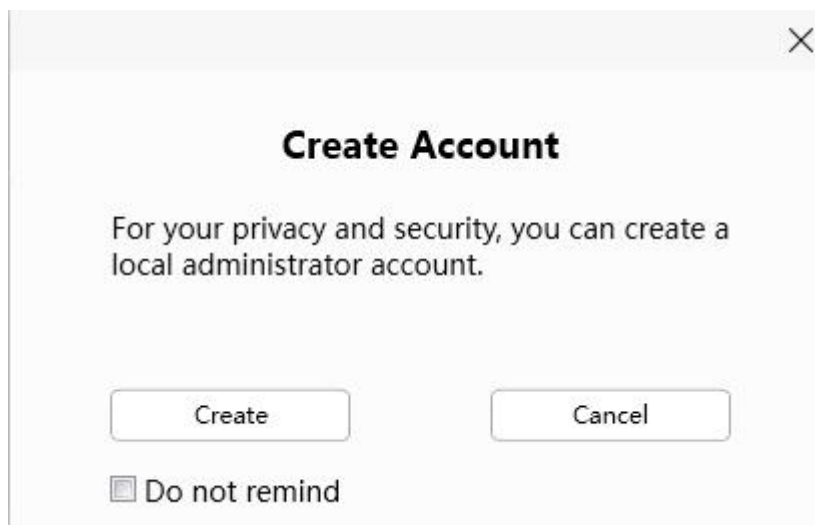 Create Account
For your privacy and security, you can create a
local administrator account.
Create
Cancel
Do not remind